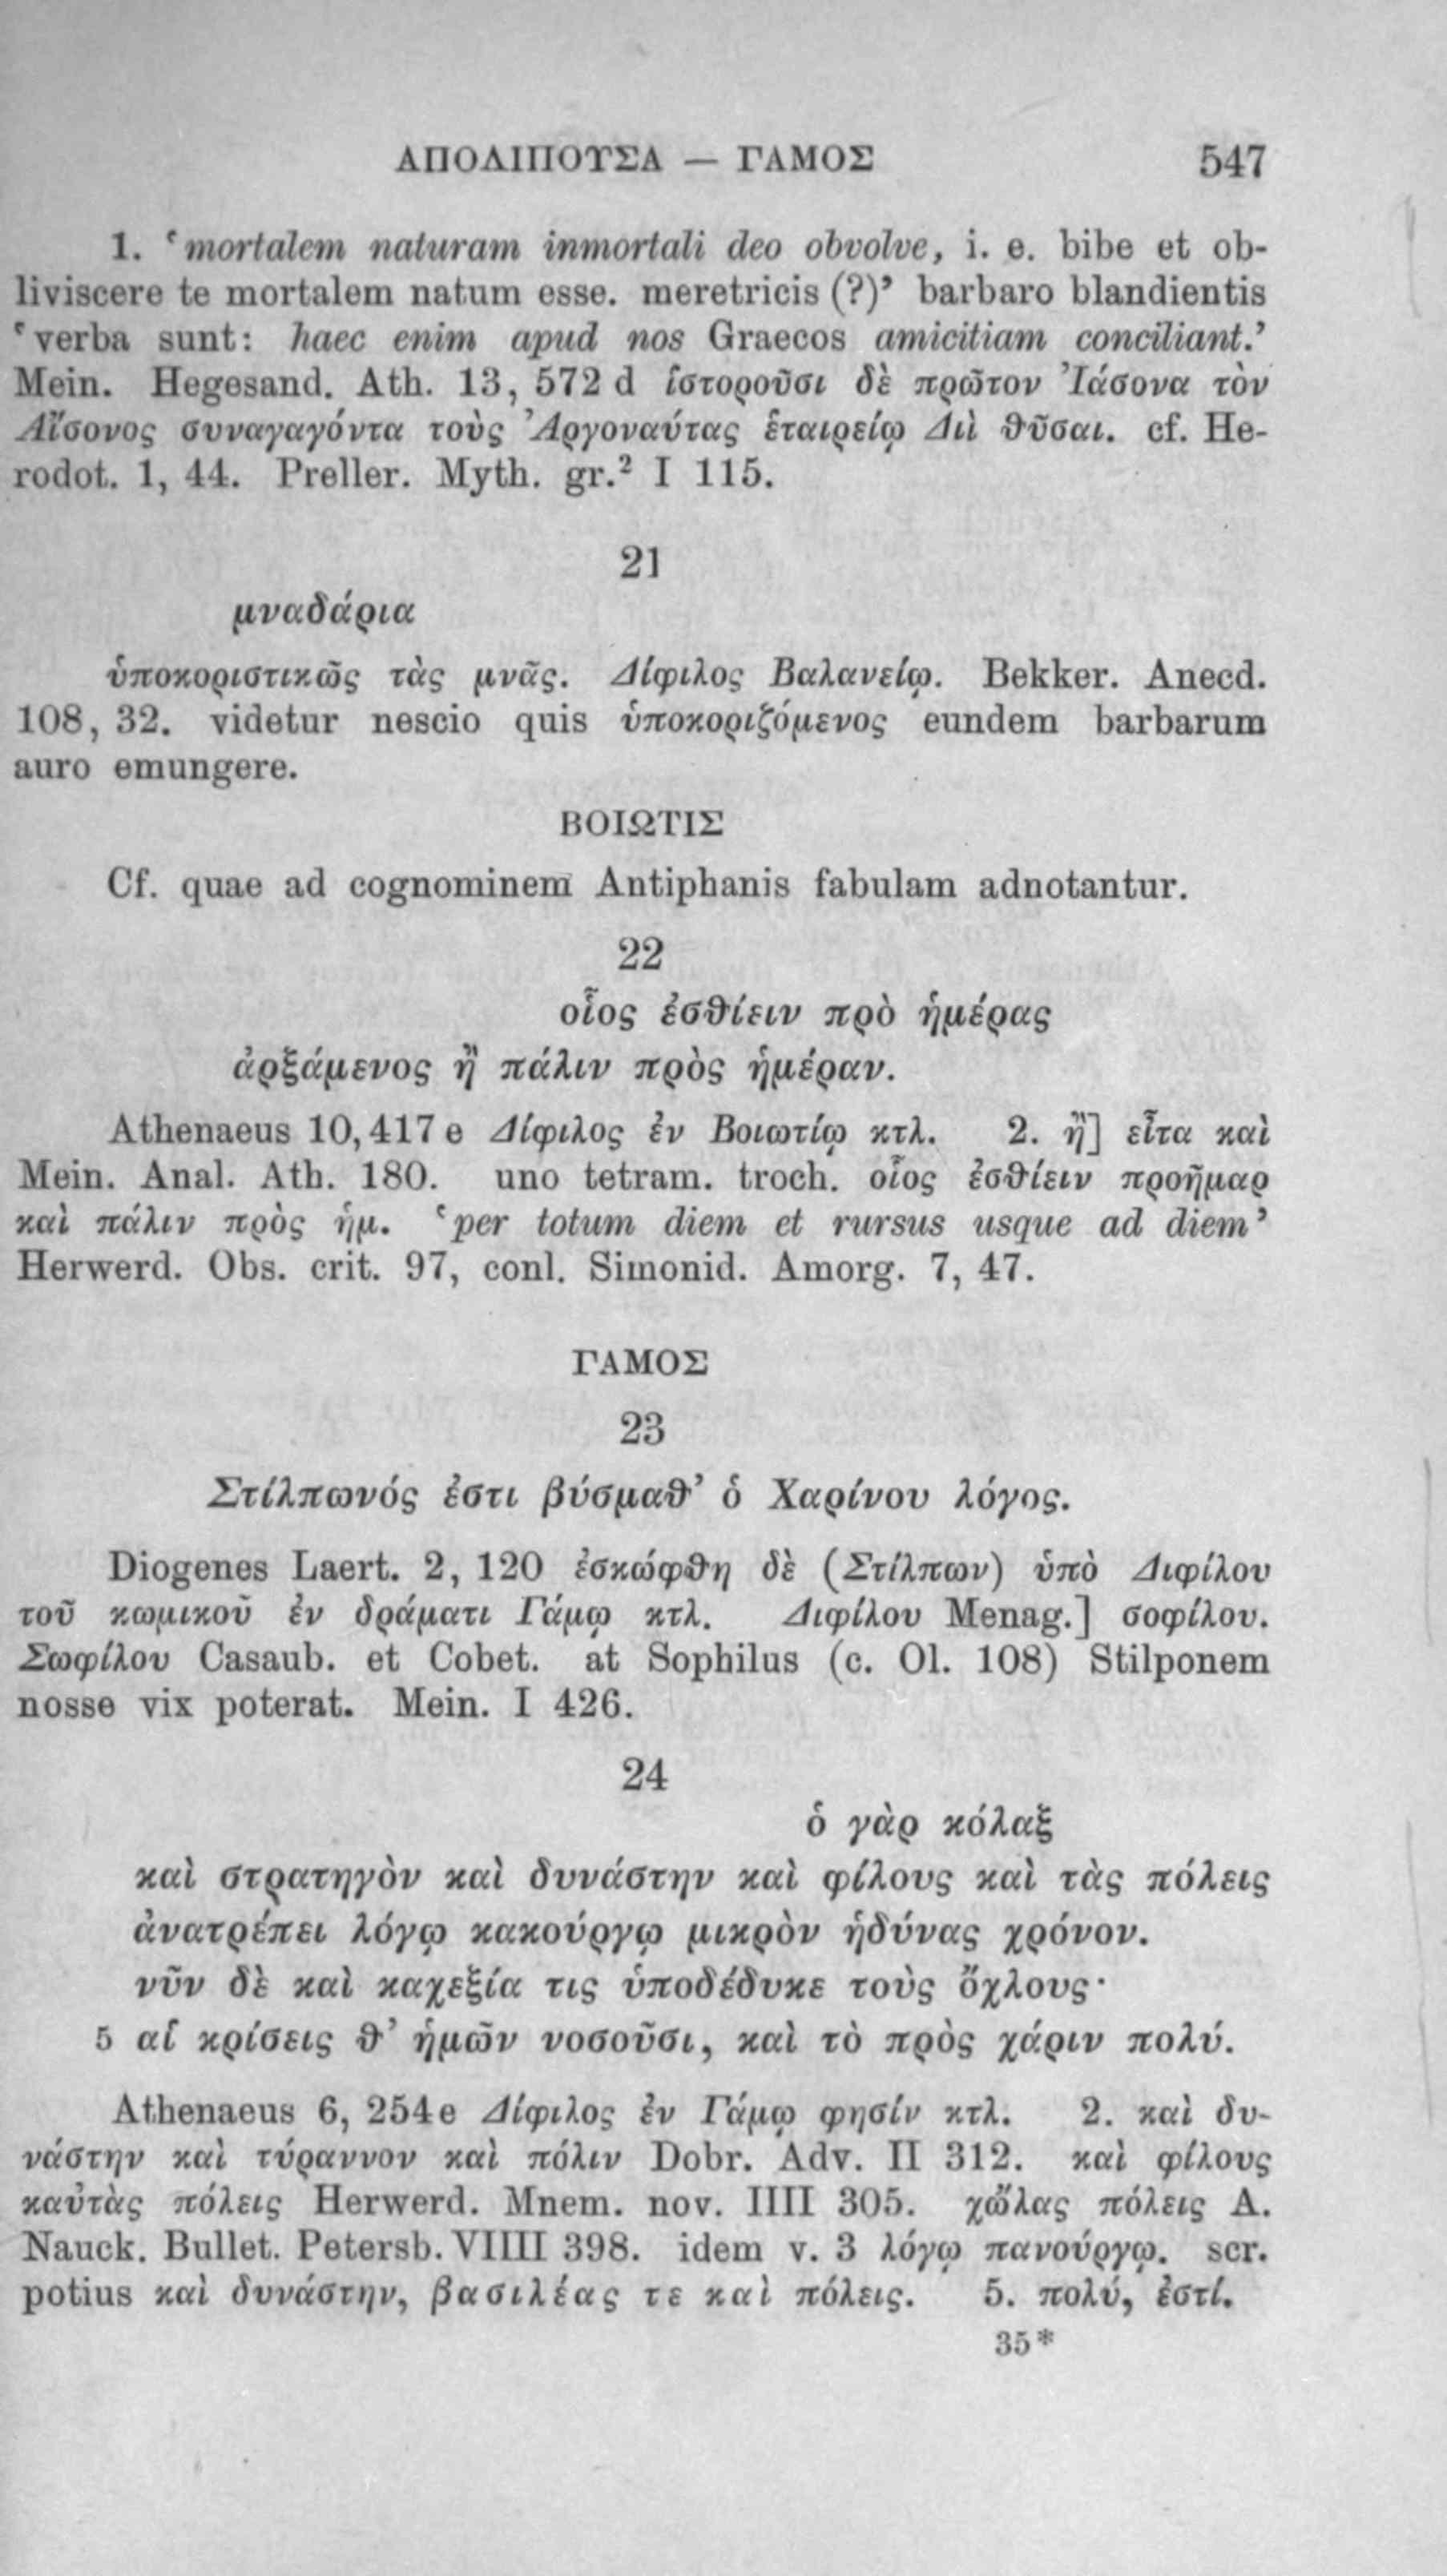 ΑΠΟΛΙΠΟΥΣΑ — ΓΑΜΟΣ 547
1. ‘mortalem naturam inmortali deo obvolve, i. e. bibe et ob-
liviscere te mortalem natum esse. meretricis (?)’ barbaro blandientis
‘verba sunt: haec enim apud nos Graecos amicitiam conciliant.’
Mein. Hegesand. Ath. 13, 572 d ἱστοροῦσι δὲ πρῶτον Ἰάσονα τὸν
Αἴσονος συναγαγόντα τοὺς Ἀργοναύτας ἑταιρείῳ Διὶ θῦσαι. cf. He-
rodot. 1, 44. Preller. Myth. gr.² I 115.
21
μναδάρια
ὑποκοριστικῶς τὰς μνᾶς. Δίφιλος Βαλανείῳ. Bekker. Anecd.
108, 32. videtur nescio quis ὑποκοριζόμενος eundem barbarum
auro emungere.
ΒΟΙΩΤΙΣ
Cf. quae ad cognominem Antiphanis fabulam adnotantur.
22
οἷος ἐσθίειν πρὸ ἡμέρας
ἀρξάμενος ἢ πάλιν πρὸς ἡμέραν.
Athenaeus 10, 417 e Δίφιλος ἐν Βοιωτίῳ κτλ. 2. ἢ] εἶτα καὶ
Mein. Anal. Ath. 180. uno tetram. troch. οἷος ἐσθίειν προῆμαρ
καὶ πάλιν πρὸς ἡμ. ‘per totum diem et rursus usque ad diem’
Herwerd. Obs. crit. 97, conl. Simonid. Amorg. 7, 47.
ΓΑΜΟΣ
23
Στίλπωνός ἐστι βύσμαθ’ ὁ Χαρίνου λόγος.
Diogenes Laert. 2, 120 ἐσκώφθη δὲ (Στίλπων) ὑπὸ Διφίλου
τοῦ κωμικοῦ ἐν δράματι Γάμῳ κτλ. Διφίλου Menag.] σοφίλου.
Σωφίλου Casaub. et Cobet. at Sophilus (c. Ol. 108) Stilponem
nosse vix poterat. Mein. I 426.
24
ὁ γὰρ κόλαξ
καὶ στρατηγὸν καὶ δυνάστην καὶ φίλους καὶ τὰς πόλεις
ἀνατρέπει λόγῳ κακούργῳ μικρὸν ἡδύνας χρόνον.
νῦν δὲ καὶ καχεξία τις ὑποδέδυκε τοὺς ὄχλους·
5 αἱ κρίσεις θ’ ἡμῶν νοσοῦσι, καὶ τὸ πρὸς χάριν πολύ.
Athenaeus 6, 254 e Δίφιλος ἐν Γάμῳ φησίν κτλ. 2. καὶ δυ-
νάστην καὶ τύραννον καὶ πόλιν Dobr. Adv. II 312. καὶ φίλους
καὐτὰς πόλεις Herwerd. Mnem. nov. IIII 305. χὤλας πόλεις A.
Nauck. Bullet. Petersb. VIIII 398. idem v. 3 λόγῳ πανούργῳ. scr.
potius καὶ δυνάστην, βασιλέας τε καὶ πόλεις. 5. πολύ, ἐστί.
35*